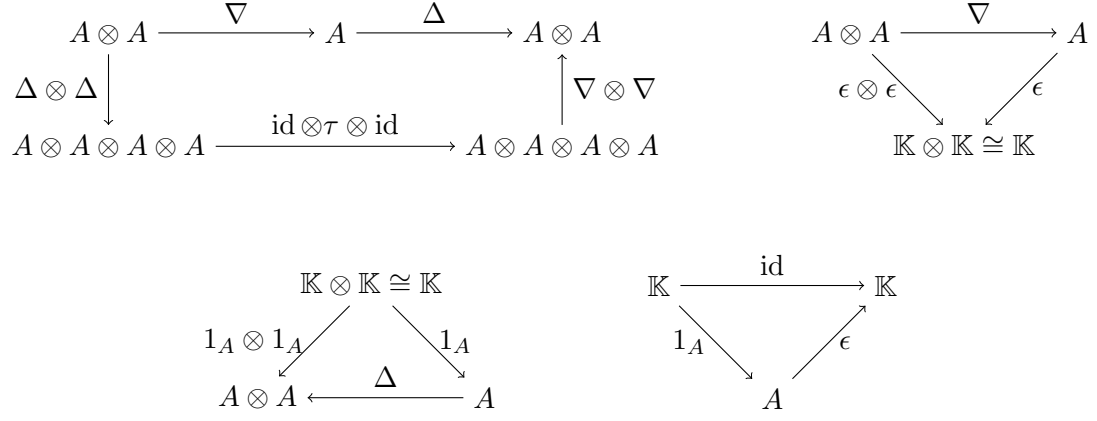 ∇ Δ ∇
A ⊗ A A A ⊗ A A ⊗ A A
Δ ⊗ Δ ∇ ⊗ ∇ ϵ ⊗ ϵ ϵ
id ⊗τ ⊗ id
A ⊗ A ⊗ A ⊗ A A ⊗ A ⊗ A ⊗ A 𝕂 ⊗ 𝕂 ≅ 𝕂
id
𝕂 ⊗ 𝕂 ≅ 𝕂 𝕂 𝕂
1_A ⊗ 1_A 1_A 1_A ϵ
Δ
A ⊗ A A A